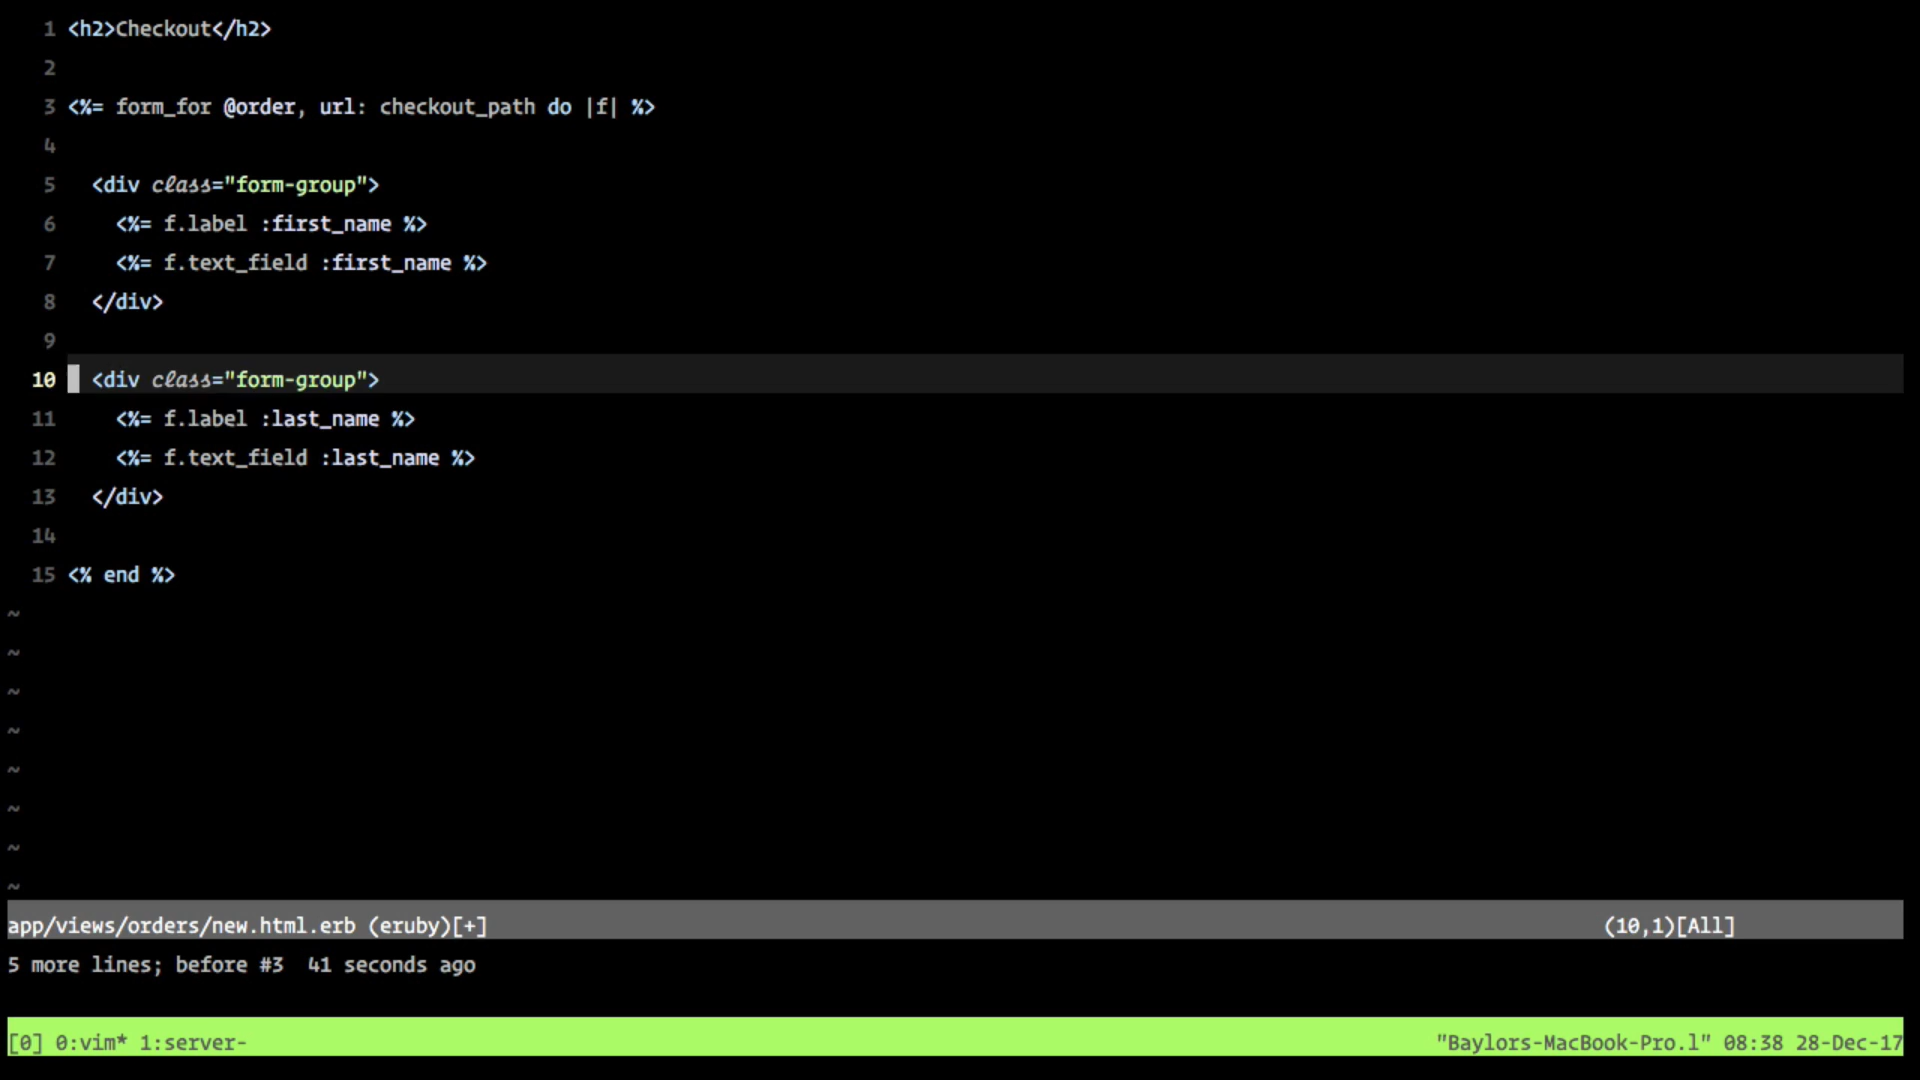 1 <h2>Checkout</h2>
2
3 <%= form_for @order, url: checkout_path do |f| %>
4
5   <div class="form-group">
6     <%= f.label :first_name %>
7     <%= f.text_field :first_name %>
8   </div>
9
10   <div class="form-group">
11     <%= f.label :last_name %>
12     <%= f.text_field :last_name %>
13   </div>
14
15 <% end %>
~
~
~
~
~
~
~
~
app/views/orders/new.html.erb (eruby)[+] (10,1)[All]
5 more lines; before #3  41 seconds ago
[0] 0:vim* 1:server- "Baylors-MacBook-Pro.l" 08:38 28-Dec-17